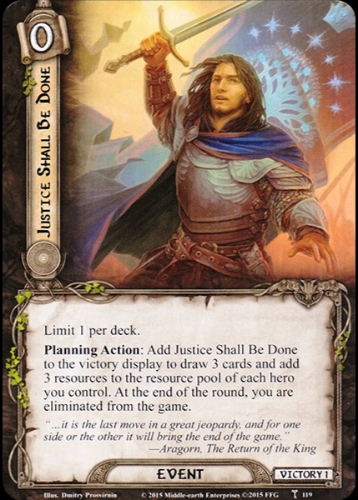 0
JUSTICE SHALL BE DONE
Limit 1 per deck.
Planning Action: Add Justice Shall Be Done
to the victory display to draw 3 cards and add
3 resources to the resource pool of each hero
you control. At the end of the round, you are
eliminated from the game.
“...it is the last move in a great jeopardy, and for
one side or the other it will bring the end of the game.”
—Aragorn, The Return of the King
EVENT
VICTORY 1
Illus. Dmitry Prosvirnin
© 2015 Middle-earth Enterprises ©2015 FFG
119